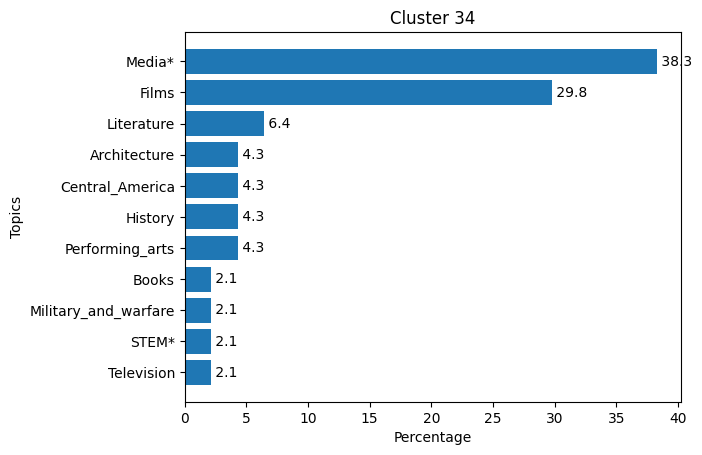 Cluster 34
Topics
Media* 38.3
Films 29.8
Literature 6.4
Architecture 4.3
Central_America 4.3
History 4.3
Performing_arts 4.3
Books 2.1
Military_and_warfare 2.1
STEM* 2.1
Television 2.1
0 5 10 15 20 25 30 35 40
Percentage